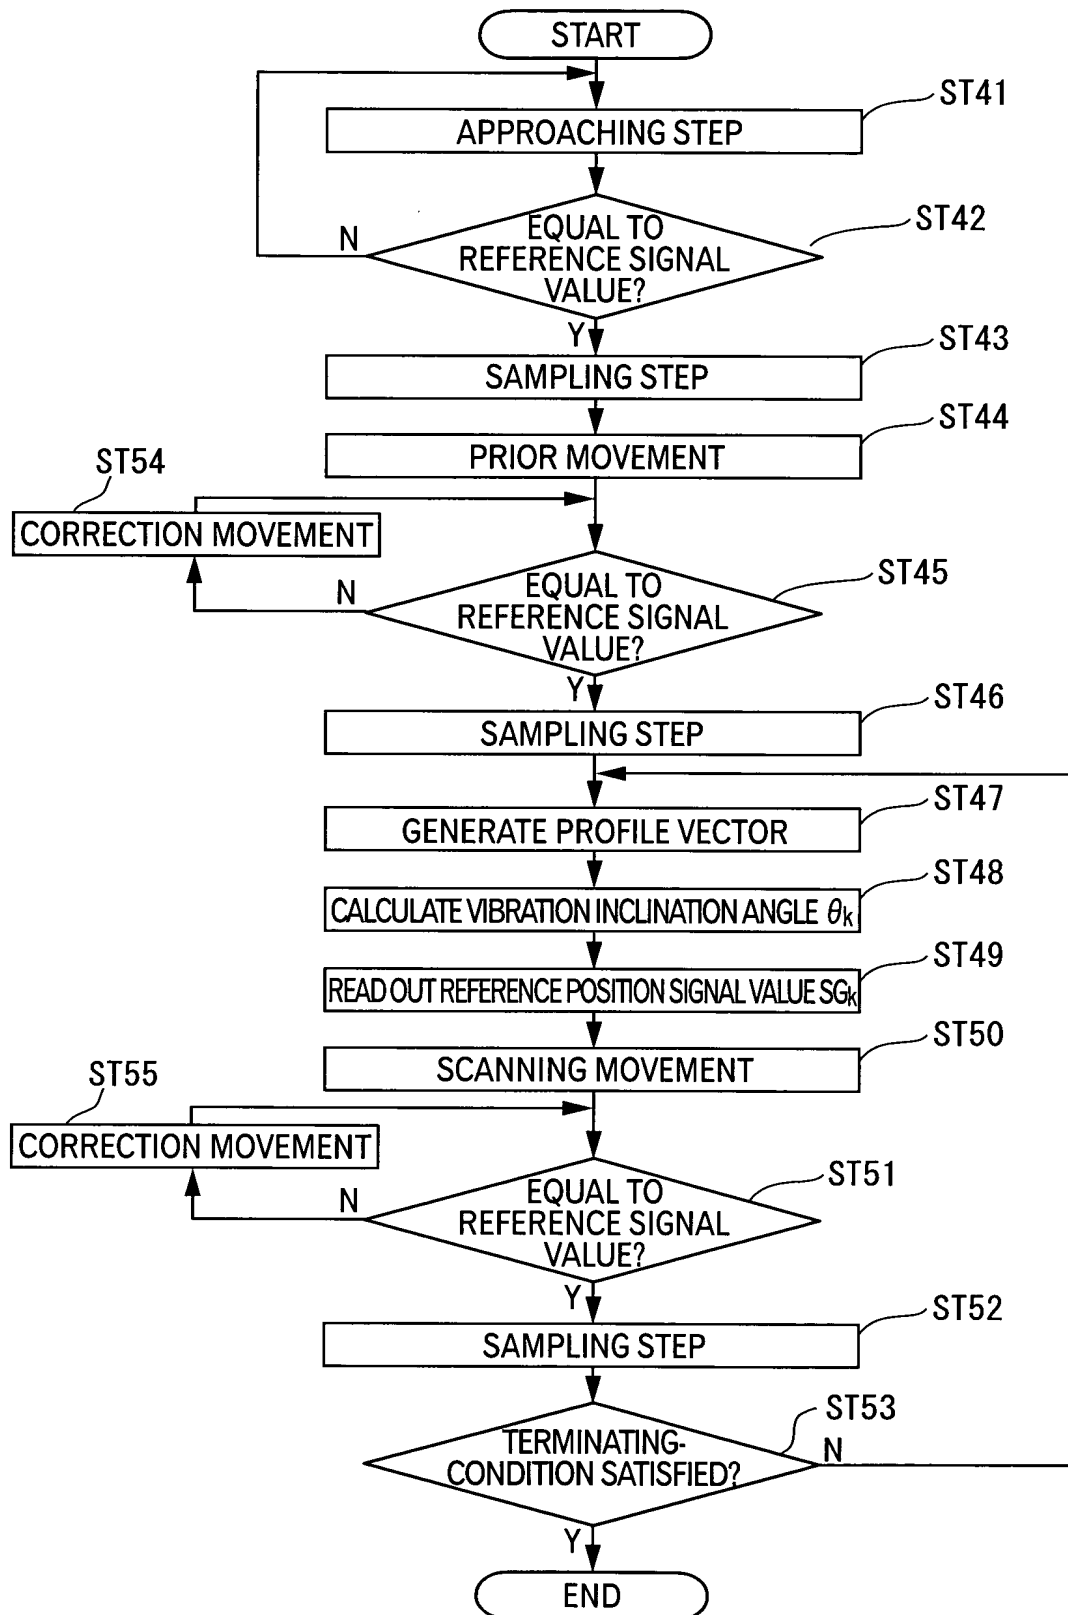 START
ST41
APPROACHING STEP
ST42
EQUAL TO
REFERENCE SIGNAL
VALUE?
N
Y
ST43
SAMPLING STEP
ST44
PRIOR MOVEMENT
ST54
CORRECTION MOVEMENT
ST45
EQUAL TO
REFERENCE SIGNAL
VALUE?
N
Y
ST46
SAMPLING STEP
ST47
GENERATE PROFILE VECTOR
ST48
CALCULATE VIBRATION INCLINATION ANGLE θk
ST49
READ OUT REFERENCE POSITION SIGNAL VALUE SGk
ST50
SCANNING MOVEMENT
ST55
CORRECTION MOVEMENT
ST51
EQUAL TO
REFERENCE SIGNAL
VALUE?
N
Y
ST52
SAMPLING STEP
ST53
TERMINATING-
CONDITION SATISFIED?
N
Y
END